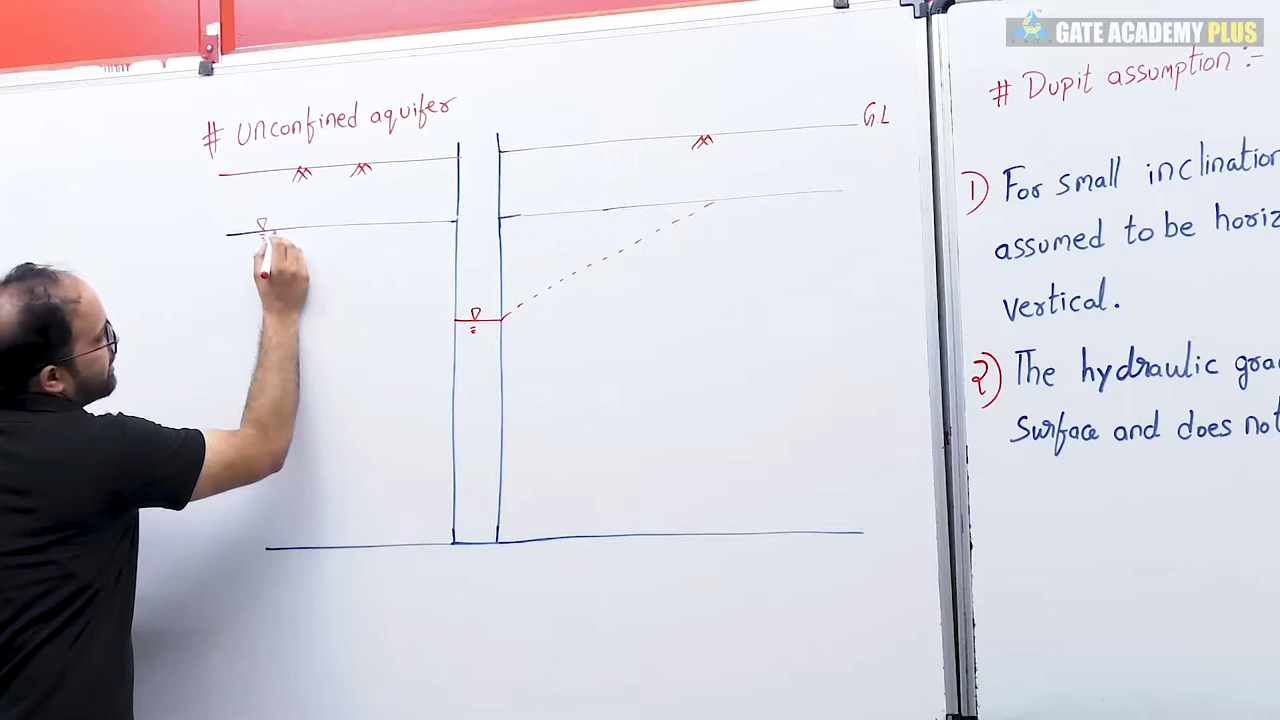 GATE ACADEMY PLUS
# Unconfined aquifer
GL
# Dupit assumption :-
1) For small inclination
assumed to be horiz
vertical.
2) The hydraulic gra
Surface and does not